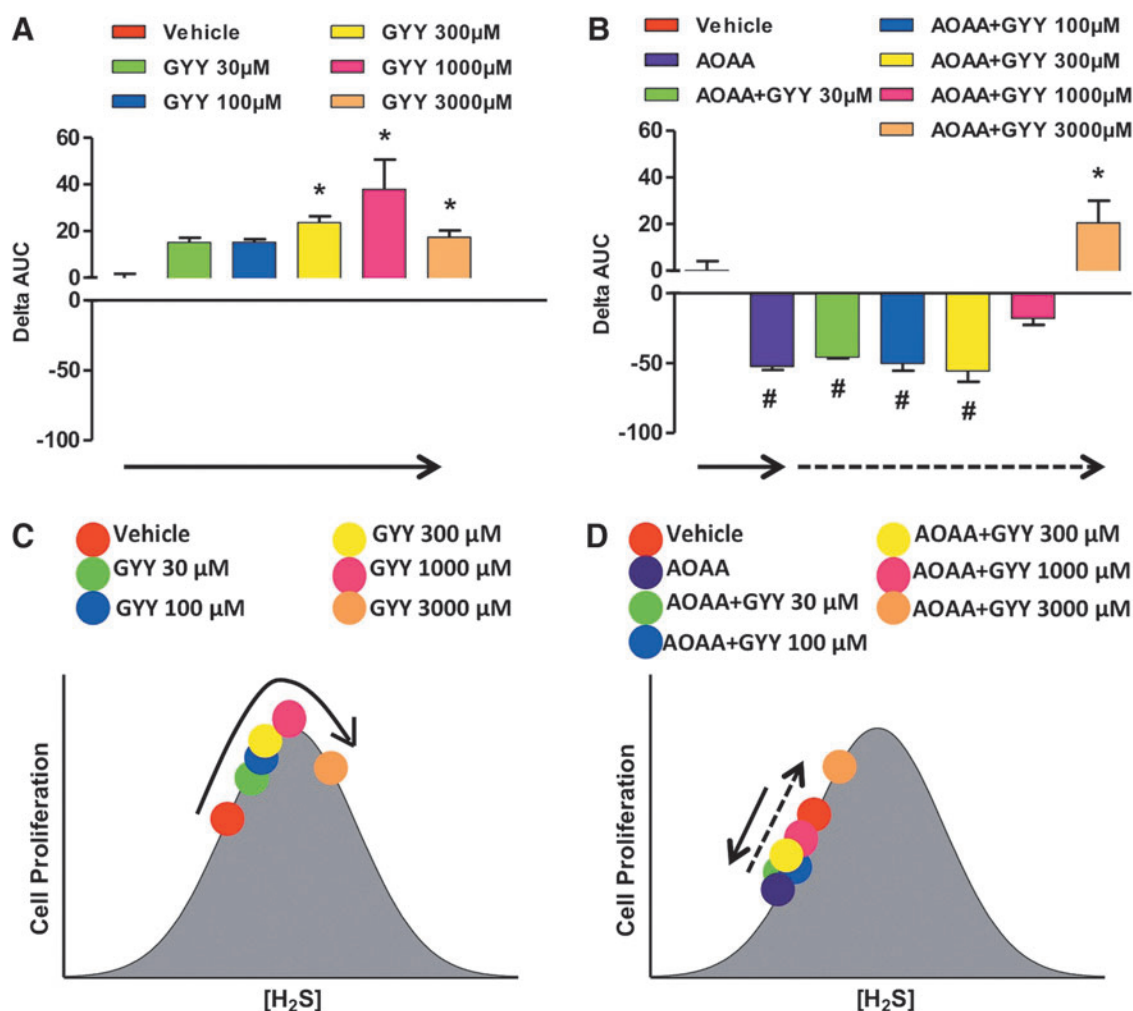 A
Vehicle
GYY 30µM
GYY 100µM
GYY 300µM
GYY 1000µM
GYY 3000µM
Delta AUC
60
40
20
0
0
-50
-100
*
*
*
B
Vehicle
AOAA
AOAA+GYY 30µM
AOAA+GYY 100µM
AOAA+GYY 300µM
AOAA+GYY 1000µM
AOAA+GYY 3000µM
Delta AUC
60
40
20
0
0
-50
-100
*
#
#
#
#
C
Vehicle
GYY 30 µM
GYY 100 µM
GYY 300 µM
GYY 1000 µM
GYY 3000 µM
Cell Proliferation
[H₂S]
D
Vehicle
AOAA
AOAA+GYY 30 µM
AOAA+GYY 100 µM
AOAA+GYY 300 µM
AOAA+GYY 1000 µM
AOAA+GYY 3000 µM
Cell Proliferation
[H₂S]